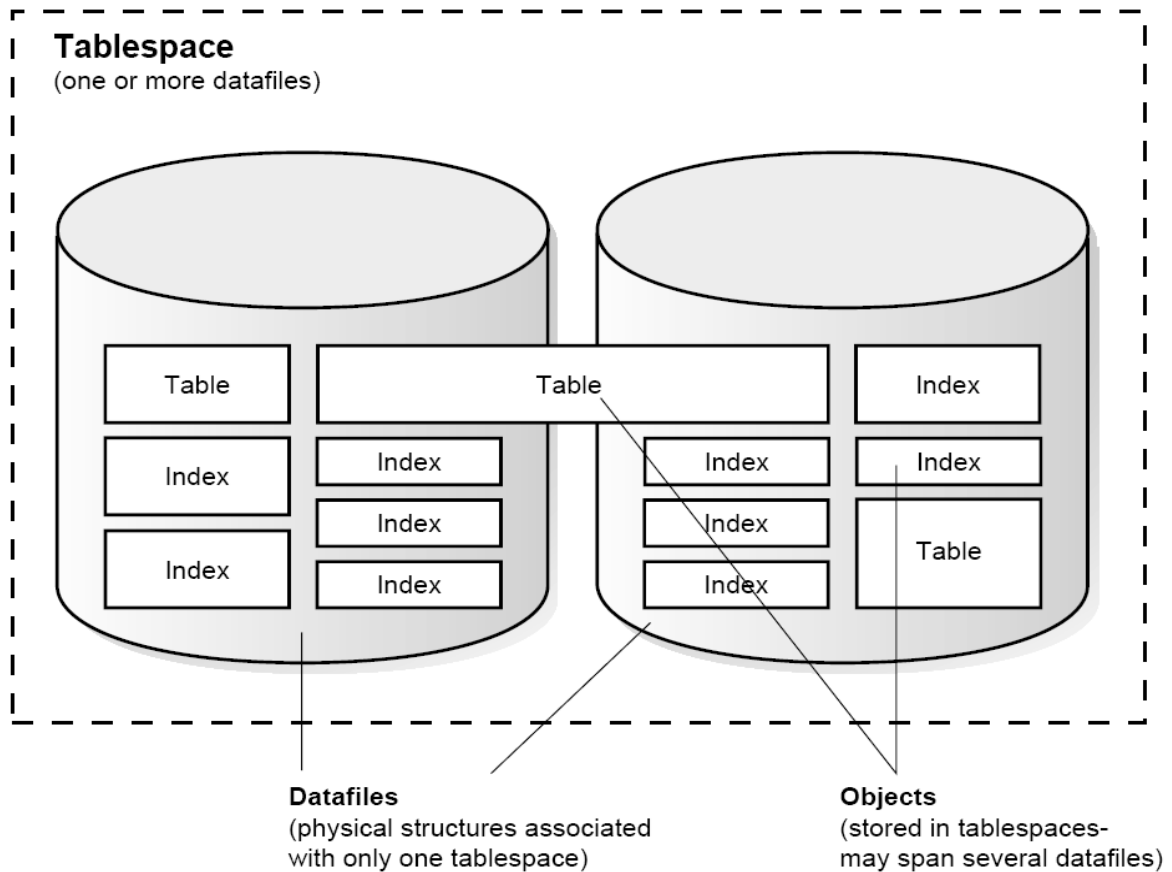 Tablespace
(one or more datafiles)
Table
Table
Index
Index
Index
Index
Index
Index
Index
Table
Index
Index
Index
Datafiles
(physical structures associated
with only one tablespace)
Objects
(stored in tablespaces-
may span several datafiles)